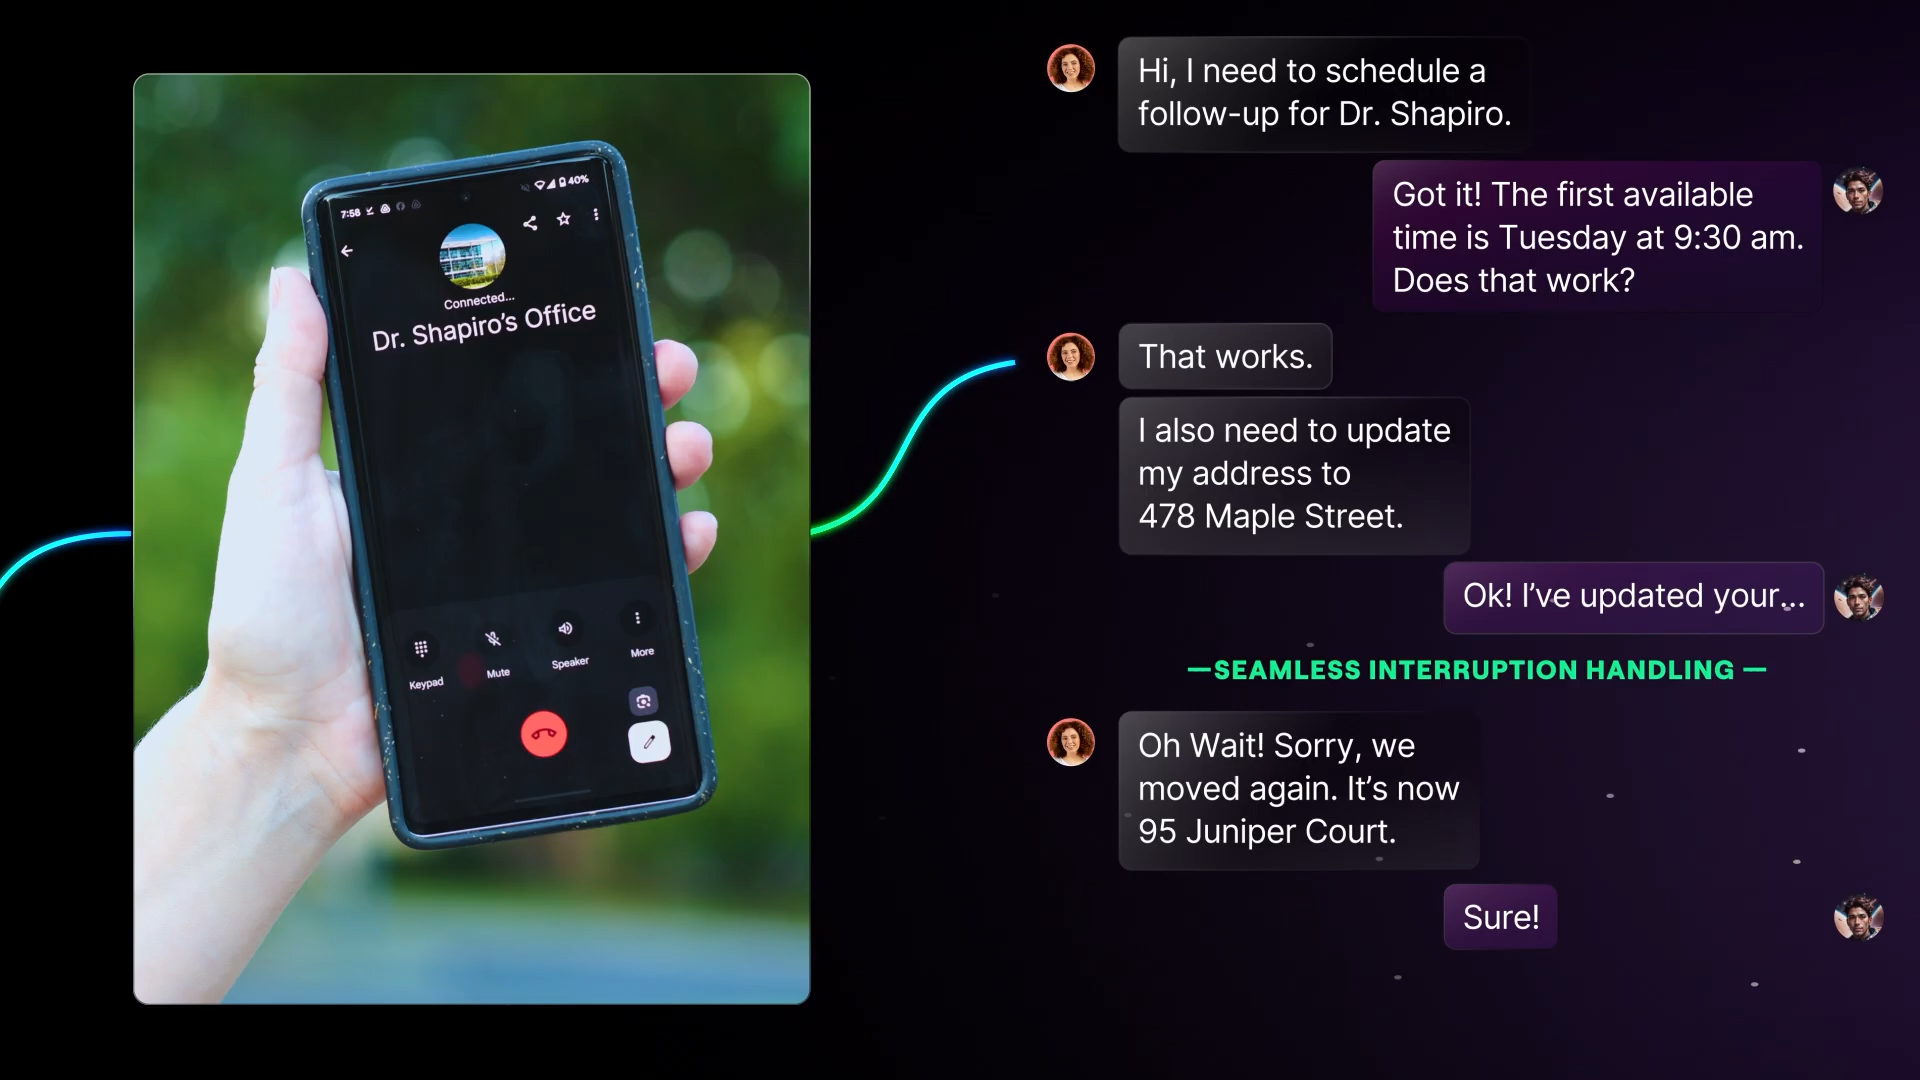 7:58
40%
Connected...
Dr. Shapiro's Office
Keypad
Mute
Speaker
More
Hi, I need to schedule a
follow-up for Dr. Shapiro.
Got it! The first available
time is Tuesday at 9:30 am.
Does that work?
That works.
I also need to update
my address to
478 Maple Street.
Ok! I've updated your...
—SEAMLESS INTERRUPTION HANDLING —
Oh Wait! Sorry, we
moved again. It's now
95 Juniper Court.
Sure!